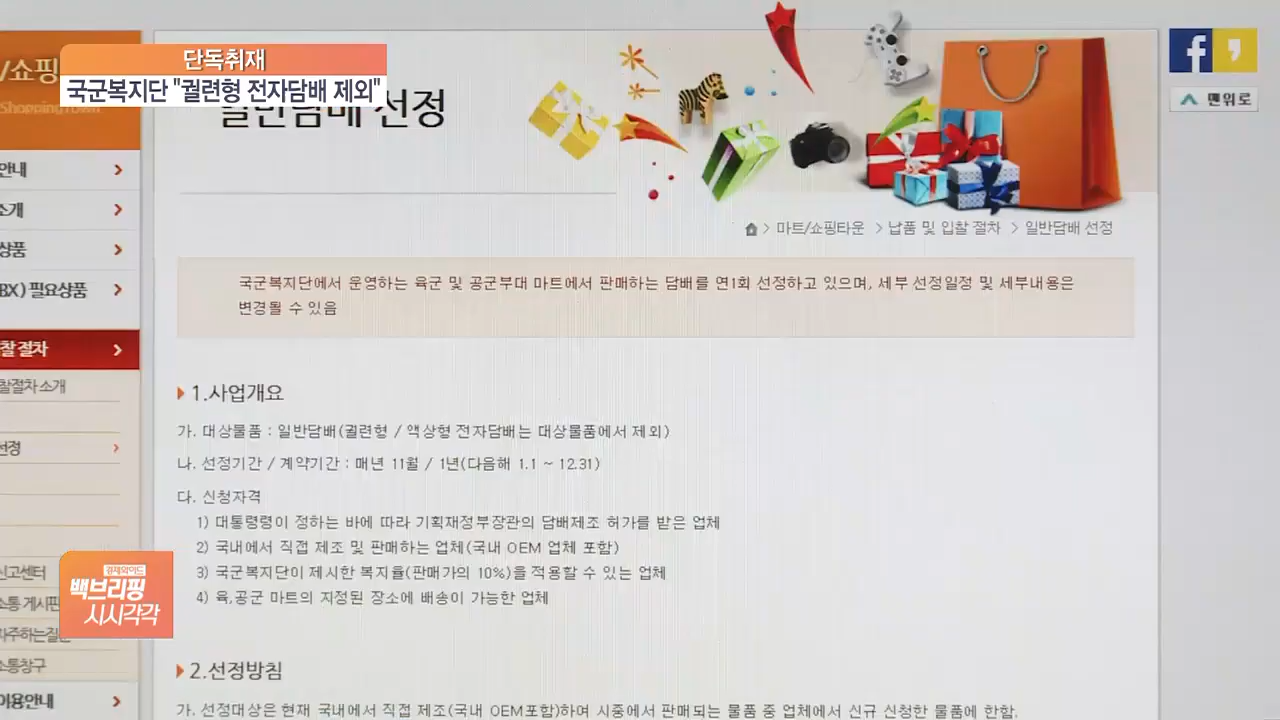 단독취재
국군복지단 "궐련형 전자담배 제외"
/쇼핑
ShoppingTown
일반담배 선정
맨위로
안내
소개
상품
BX) 필요상품
찰 절차
찰절차 소개
선정
신고센터
소통 게시판
자주하는질문
소통창구
이용안내
마트/쇼핑타운 > 납품 및 입찰 절차 > 일반담배 선정
국군복지단에서 운영하는 육군 및 공군부대 마트에서 판매하는 담배를 연1회 선정하고 있으며, 세부 선정일정 및 세부내용은
변경될 수 있음
1.사업개요
가. 대상물품 : 일반담배(궐련형 / 액상형 전자담배는 대상물품에서 제외)
나. 선정기간 / 계약기간 : 매년 11월 / 1년(다음해 1.1 ~ 12.31)
다. 신청자격
1) 대통령령이 정하는 바에 따라 기획재정부장관의 담배제조 허가를 받은 업체
2) 국내에서 직접 제조 및 판매하는 업체(국내 OEM 업체 포함)
3) 국군복지단이 제시한 복지율(판매가의 10%)을 적용할 수 있는 업체
4) 육,공군 마트의 지정된 장소에 배송이 가능한 업체
2.선정방침
가. 선정대상은 현재 국내에서 직접 제조(국내 OEM포함)하여 시중에서 판매되는 물품 중 업체에서 신규 신청한 물품에 한함.
경제와이드
백브리핑
시시각각